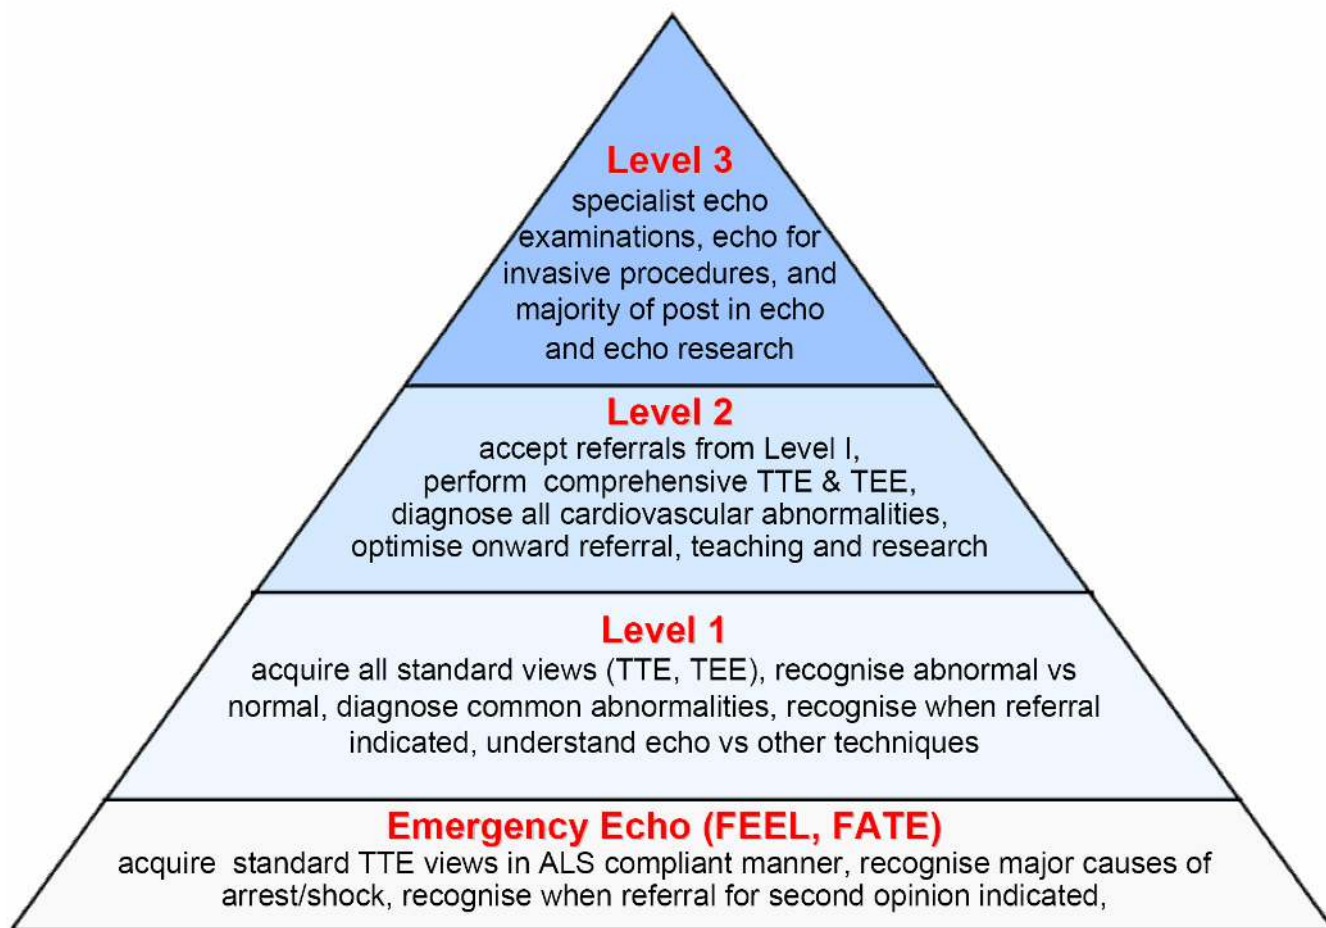 Level 3
specialist echo
examinations, echo for
invasive procedures, and
majority of post in echo
and echo research
Level 2
accept referrals from Level I,
perform comprehensive TTE & TEE,
diagnose all cardiovascular abnormalities,
optimise onward referral, teaching and research
Level 1
acquire all standard views (TTE, TEE), recognise abnormal vs
normal, diagnose common abnormalities, recognise when referral
indicated, understand echo vs other techniques
Emergency Echo (FEEL, FATE)
acquire standard TTE views in ALS compliant manner, recognise major causes of
arrest/shock, recognise when referral for second opinion indicated,